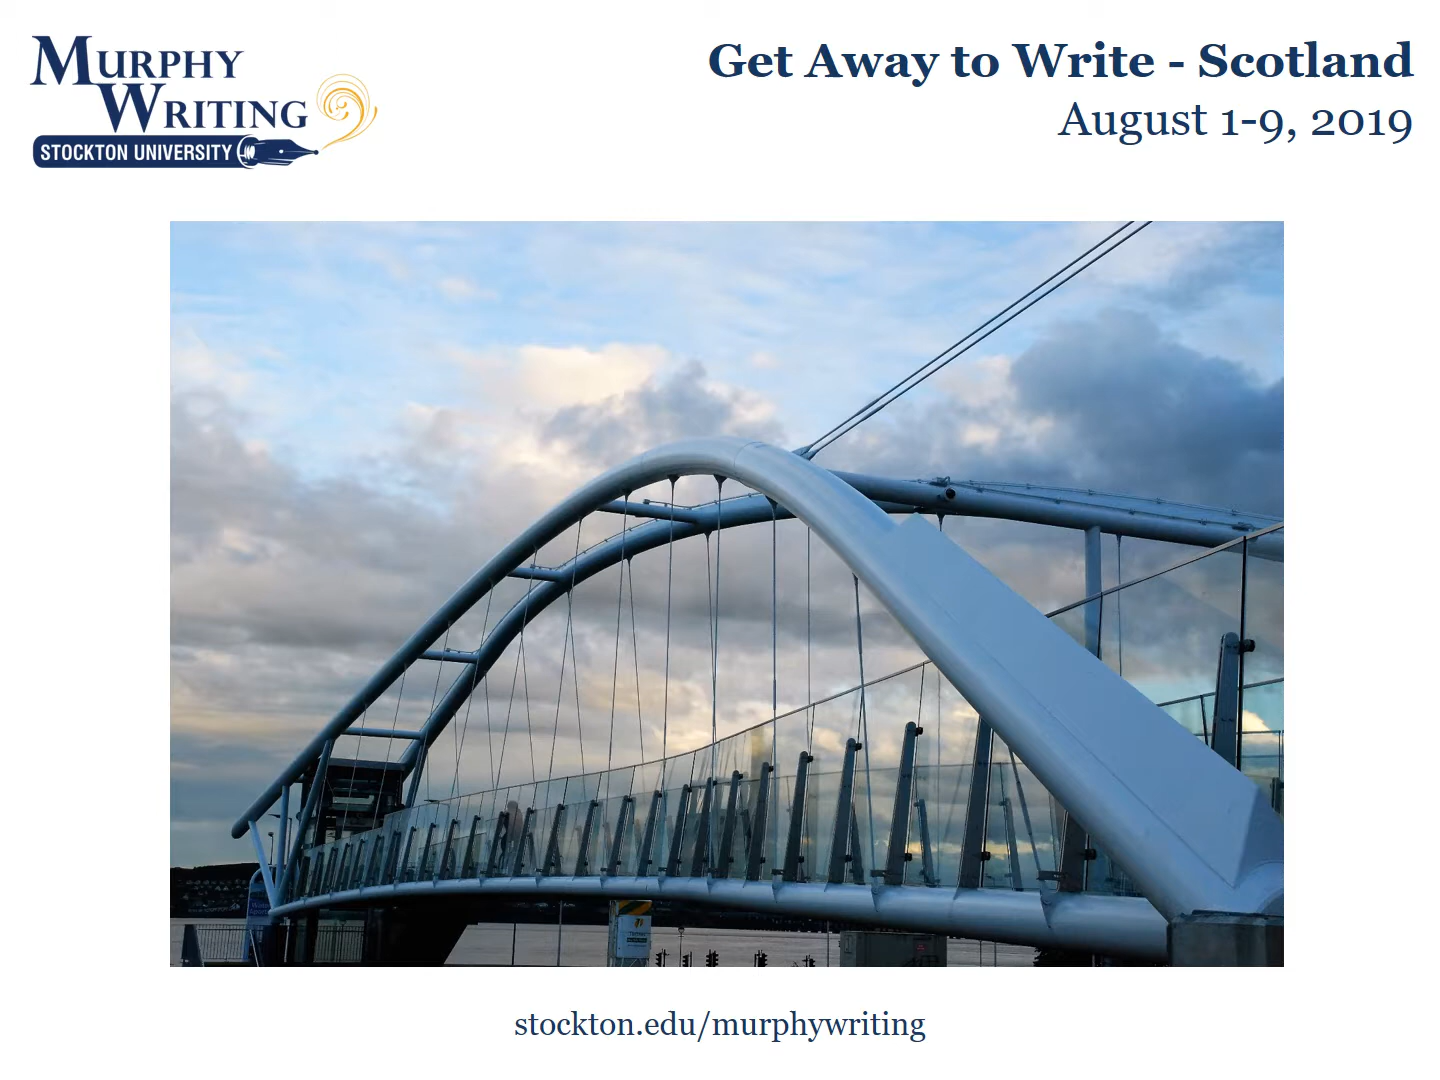 MURPHY
WRITING
STOCKTON UNIVERSITY
Get Away to Write - Scotland
August 1-9, 2019
stockton.edu/murphywriting